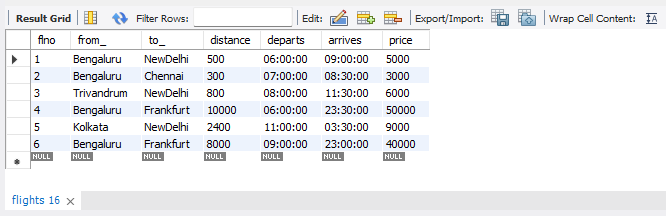 Result Grid Filter Rows: Edit: Export/Import: Wrap Cell Content:
flno from_ to_ distance departs arrives price
1 Bengaluru NewDelhi 500 06:00:00 09:00:00 5000
2 Bengaluru Chennai 300 07:00:00 08:30:00 3000
3 Trivandrum NewDelhi 800 08:00:00 11:30:00 6000
4 Bengaluru Frankfurt 10000 06:00:00 23:30:00 50000
5 Kolkata NewDelhi 2400 11:00:00 03:30:00 9000
6 Bengaluru Frankfurt 8000 09:00:00 23:00:00 40000
NULL NULL NULL NULL NULL NULL NULL
flights 16